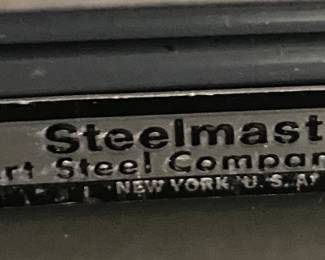 Steelmast
rt Steel Compan
NEW YORK, U.S.A